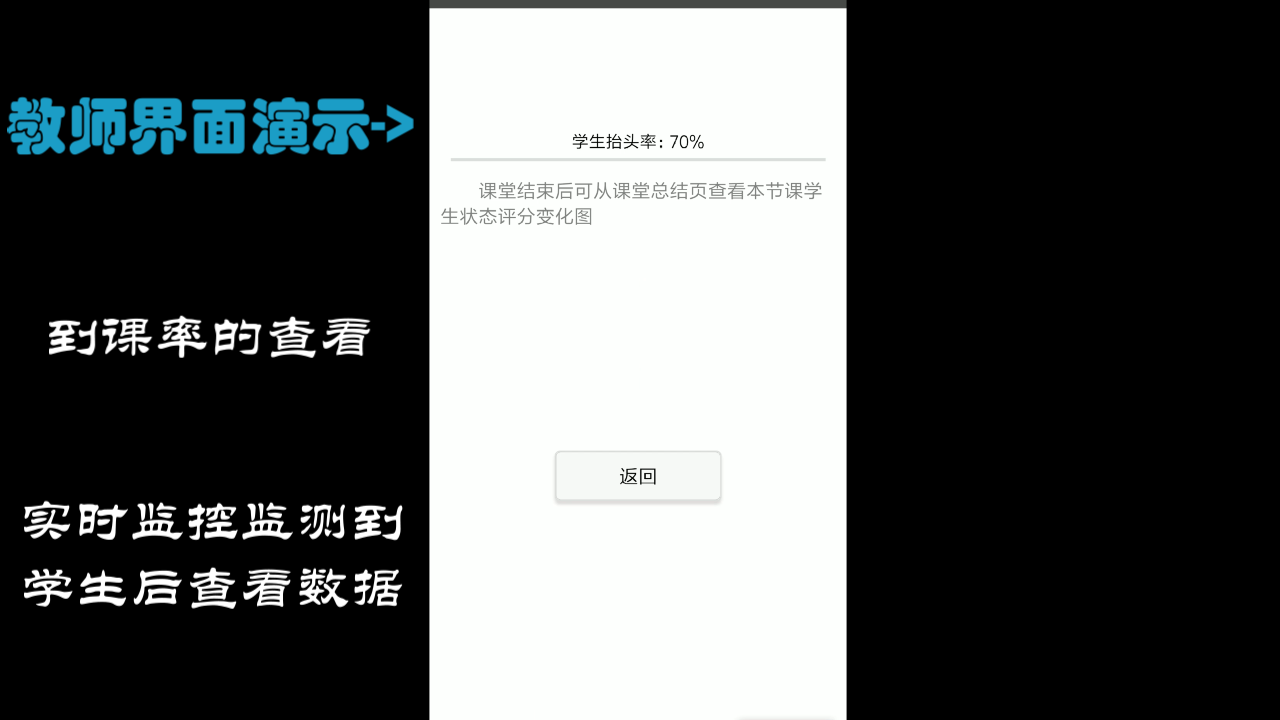 教师界面演示->
到课率的查看
实时监控监测到
学生后查看数据
学生抬头率：70%
课堂结束后可从课堂总结页查看本节课学
生状态评分变化图
返回